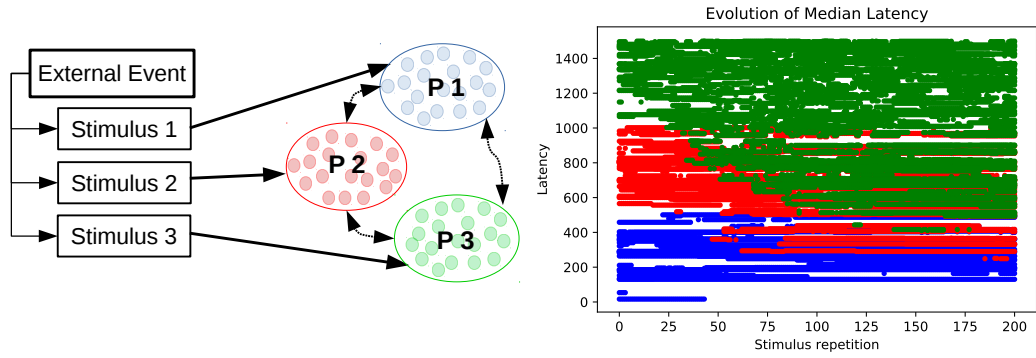 External Event
Stimulus 1
Stimulus 2
Stimulus 3
P 1
P 2
P 3
Evolution of Median Latency
Latency
1400
1200
1000
800
600
400
200
0
0 25 50 75 100 125 150 175 200
Stimulus repetition